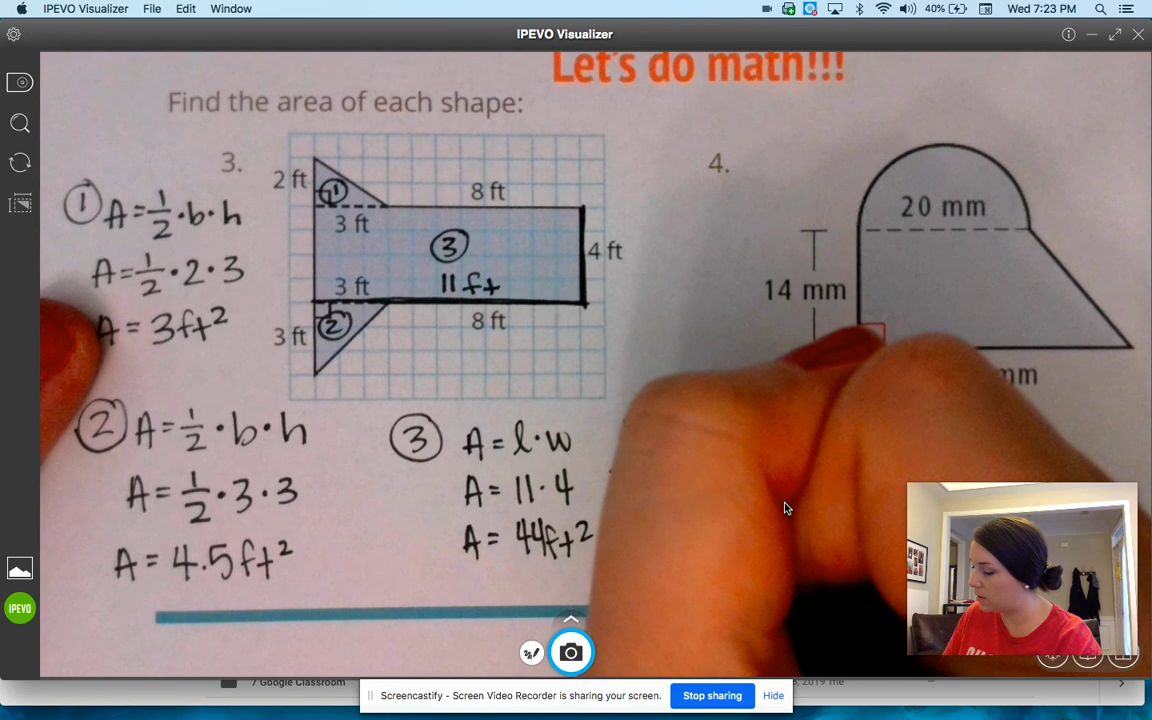 IPEVO Visualizer File Edit Window 40% Wed 7:23 PM
IPEVO Visualizer
Let's do math!!!
Find the area of each shape:
3.
2 ft
1
8 ft
3 ft
3
4 ft
3 ft
11 ft
8 ft
2
3 ft
1 A = 1/2 · b · h
A = 1/2 · 2 · 3
A = 3ft²
2 A = 1/2 · b · h
A = 1/2 · 3 · 3
A = 4.5ft²
3 A = l · w
A = 11 · 4
A = 44ft²
4.
20 mm
14 mm
mm
IPEVO
7 Google Classroom
2019 me
Screencastify - Screen Video Recorder is sharing your screen. Stop sharing Hide